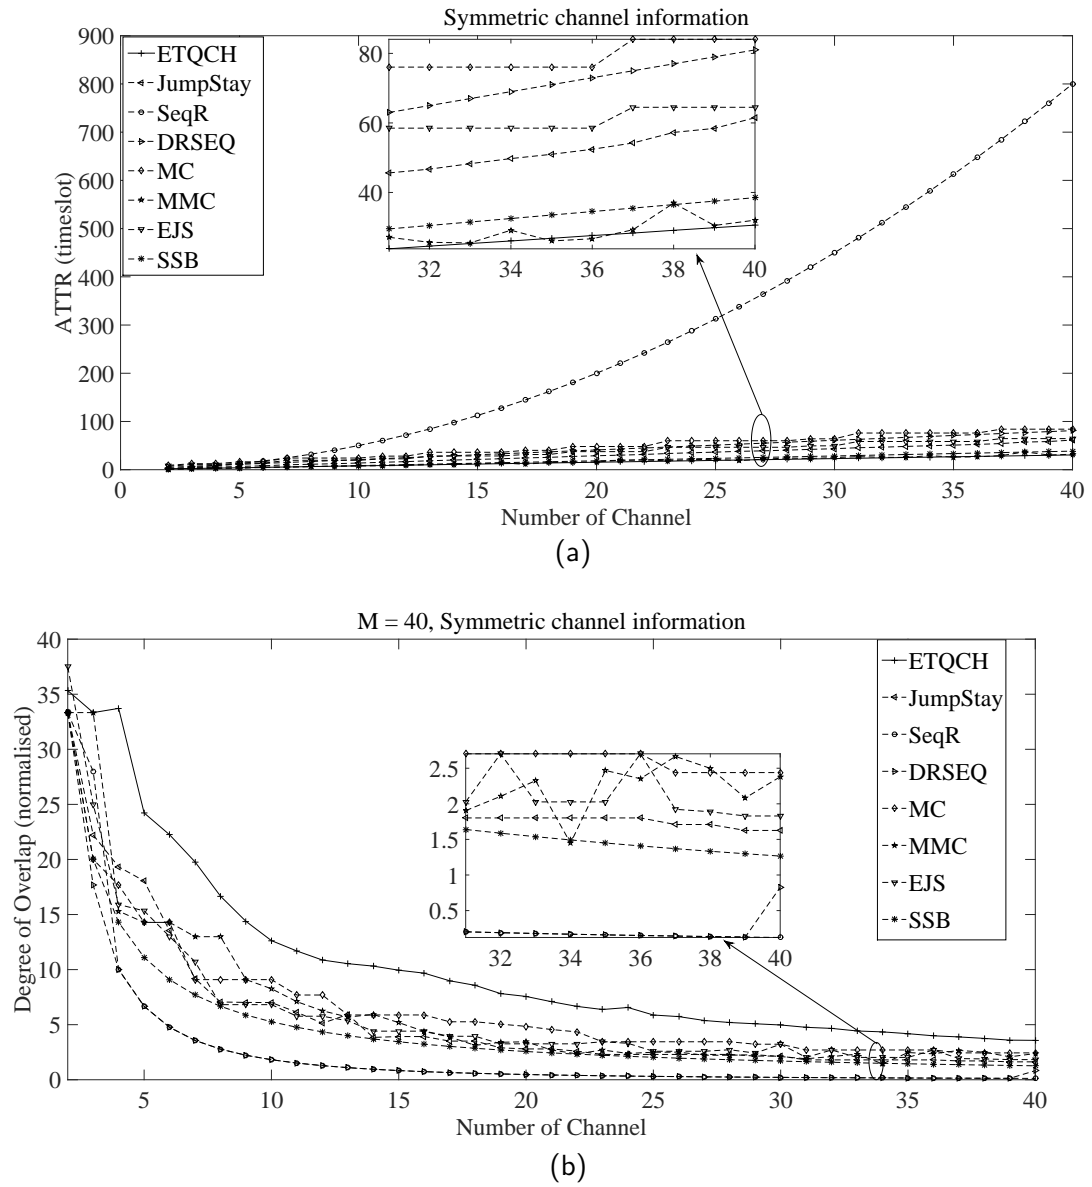 Symmetric channel information
900
800
700
600
500
400
300
200
100
0
ATTR (timeslot)
ETQCH
JumpStay
SeqR
DRSEQ
MC
MMC
EJS
SSB
80
60
40
32 34 36 38 40
0 5 10 15 20 25 30 35 40
Number of Channel
(a)
M = 40, Symmetric channel information
40
35
30
25
20
15
10
5
0
Degree of Overlap (normalised)
ETQCH
JumpStay
SeqR
DRSEQ
MC
MMC
EJS
SSB
2.5
2
1.5
1
0.5
32 34 36 38 40
5 10 15 20 25 30 35 40
Number of Channel
(b)